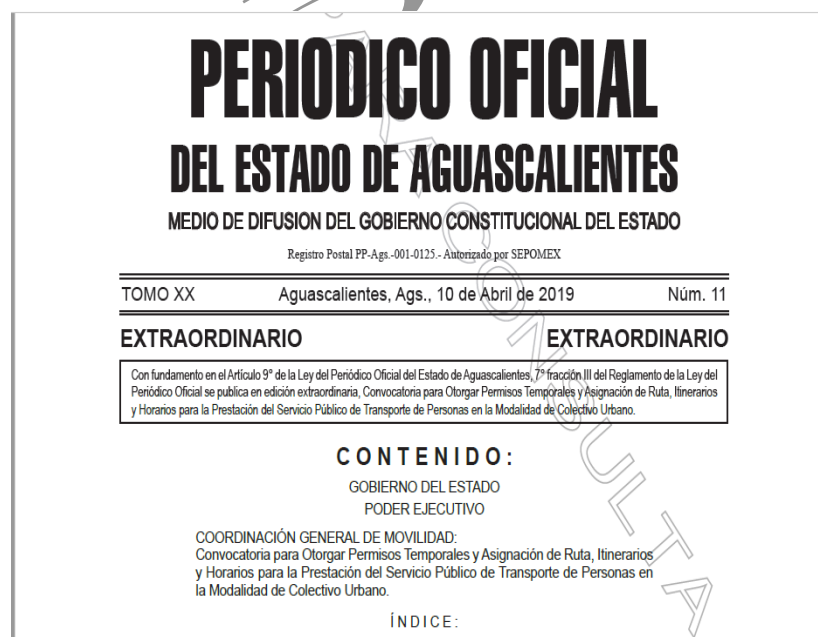 PERIODICO OFICIAL
DEL ESTADO DE AGUASCALIENTES
MEDIO DE DIFUSION DEL GOBIERNO CONSTITUCIONAL DEL ESTADO
Registro Postal PP-Ags.-001-0125.- Autorizado por SEPOMEX
TOMO XX Aguascalientes, Ags., 10 de Abril de 2019 Núm. 11
EXTRAORDINARIO EXTRAORDINARIO
Con fundamento en el Artículo 9° de la Ley del Periódico Oficial del Estado de Aguascalientes, 7° fracción III del Reglamento de la Ley del
Periódico Oficial se publica en edición extraordinaria, Convocatoria para Otorgar Permisos Temporales y Asignación de Ruta, Itinerarios
y Horarios para la Prestación del Servicio Público de Transporte de Personas en la Modalidad de Colectivo Urbano.
CONTENIDO:
GOBIERNO DEL ESTADO
PODER EJECUTIVO
COORDINACIÓN GENERAL DE MOVILIDAD:
Convocatoria para Otorgar Permisos Temporales y Asignación de Ruta, Itinerarios
y Horarios para la Prestación del Servicio Público de Transporte de Personas en
la Modalidad de Colectivo Urbano.
ÍNDICE:
CONSULTA